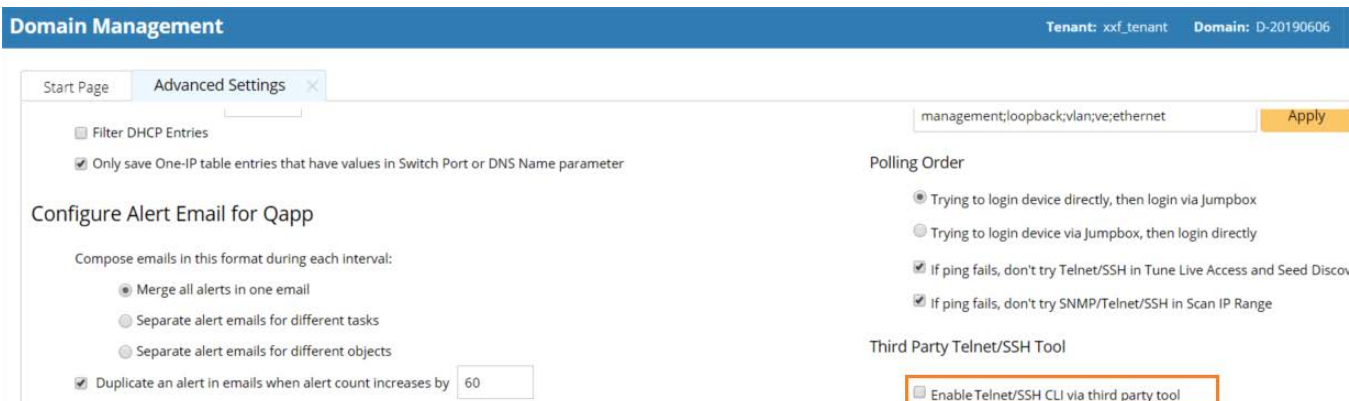 Domain Management
Tenant: xxf_tenant Domain: D-20190606
Start Page Advanced Settings
Filter DHCP Entries
Only save One-IP table entries that have values in Switch Port or DNS Name parameter
Configure Alert Email for Qapp
Compose emails in this format during each interval:
Merge all alerts in one email
Separate alert emails for different tasks
Separate alert emails for different objects
Duplicate an alert in emails when alert count increases by 60
management;loopback;vlan;ve;ethernet Apply
Polling Order
Trying to login device directly, then login via Jumpbox
Trying to login device via Jumpbox, then login directly
If ping fails, don't try Telnet/SSH in Tune Live Access and Seed Discov
If ping fails, don't try SNMP/Telnet/SSH in Scan IP Range
Third Party Telnet/SSH Tool
Enable Telnet/SSH CLI via third party tool